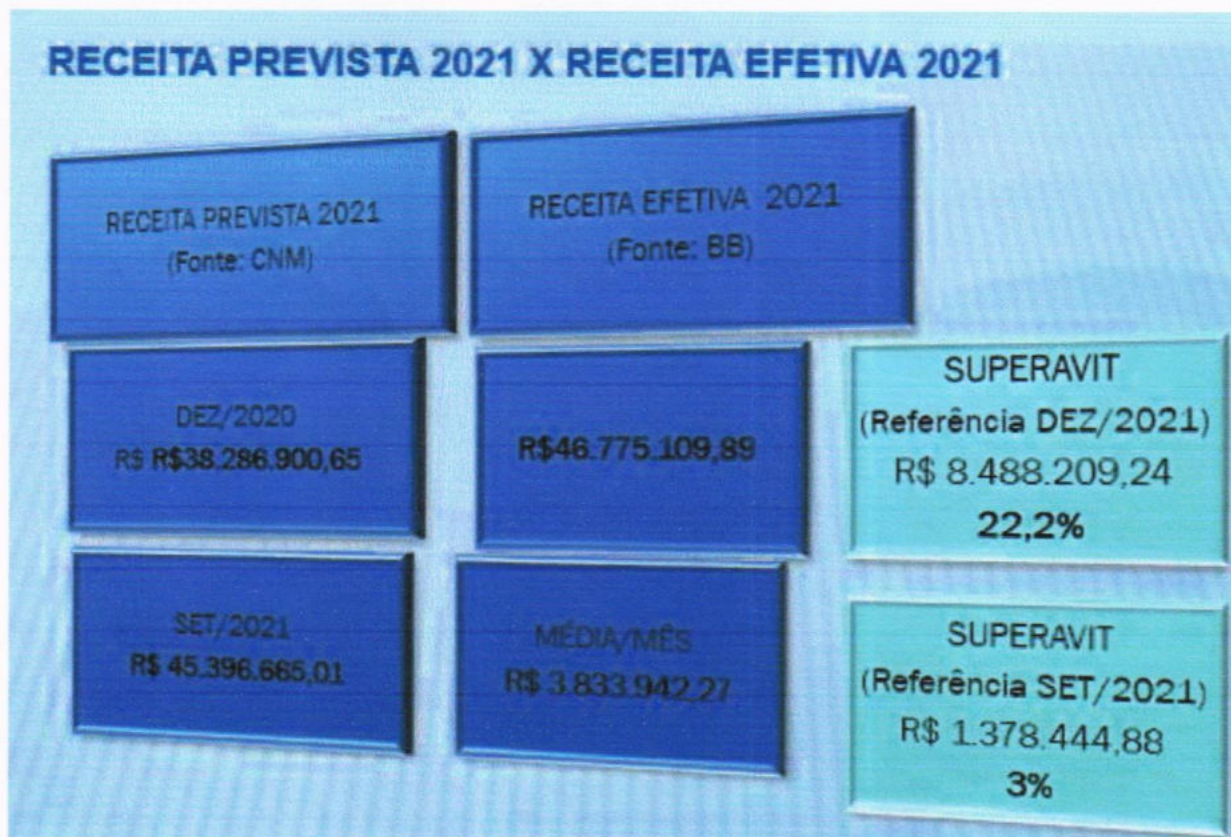 RECEITA PREVISTA 2021 X RECEITA EFETIVA 2021
RECEITA PREVISTA 2021
(Fonte: CNM)
RECEITA EFETIVA 2021
(Fonte: BB)
DEZ/2020
R$ R$38.286.900,65
R$46.775.109,89
SUPERAVIT
(Referência DEZ/2021)
R$ 8.488.209,24
22,2%
SET/2021
R$ 45.396.665,01
MÉDIA/MÊS
R$ 3.833.942,27
SUPERAVIT
(Referência SET/2021)
R$ 1.378.444,88
3%